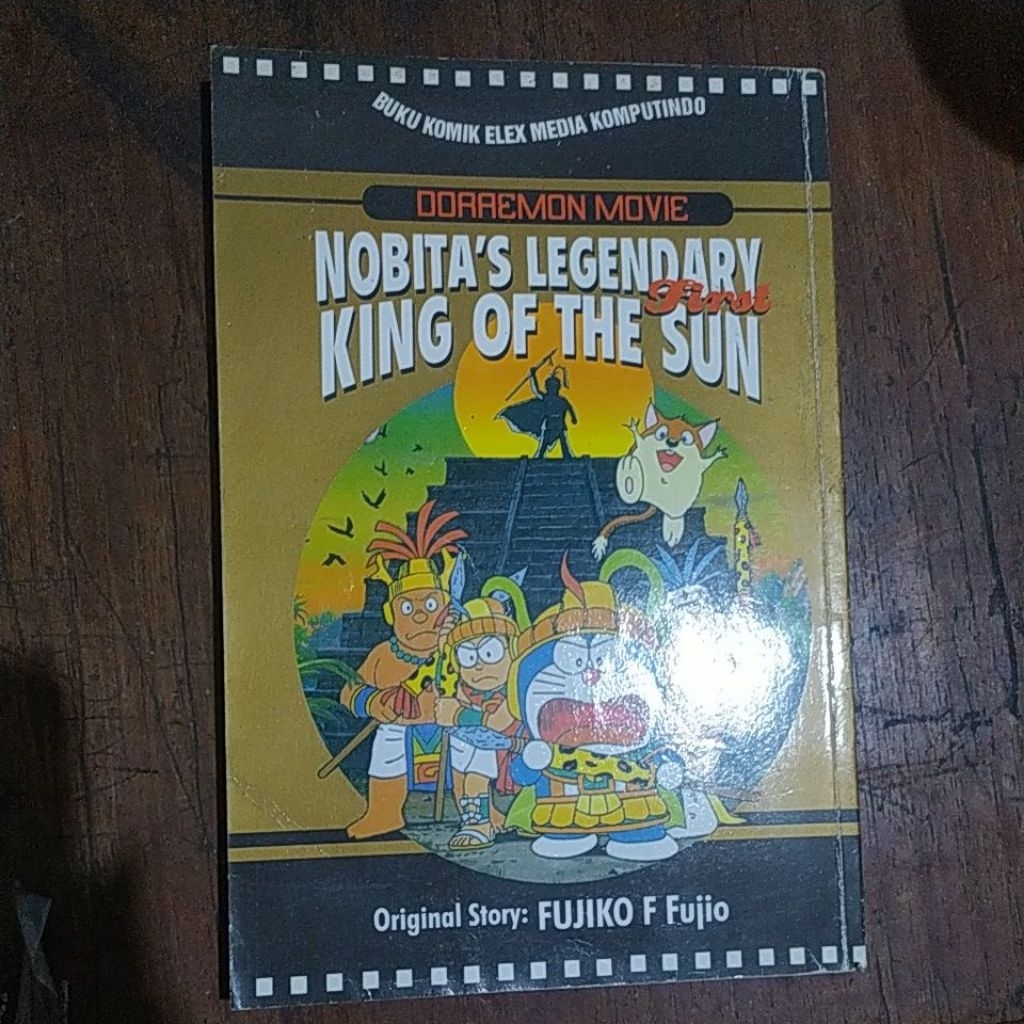 BUKU KOMIK ELEX MEDIA KOMPUTINDO
DORAEMON MOVIE
NOBITA'S LEGENDARY
First
KING OF THE SUN
Original Story: FUJIKO F Fujio